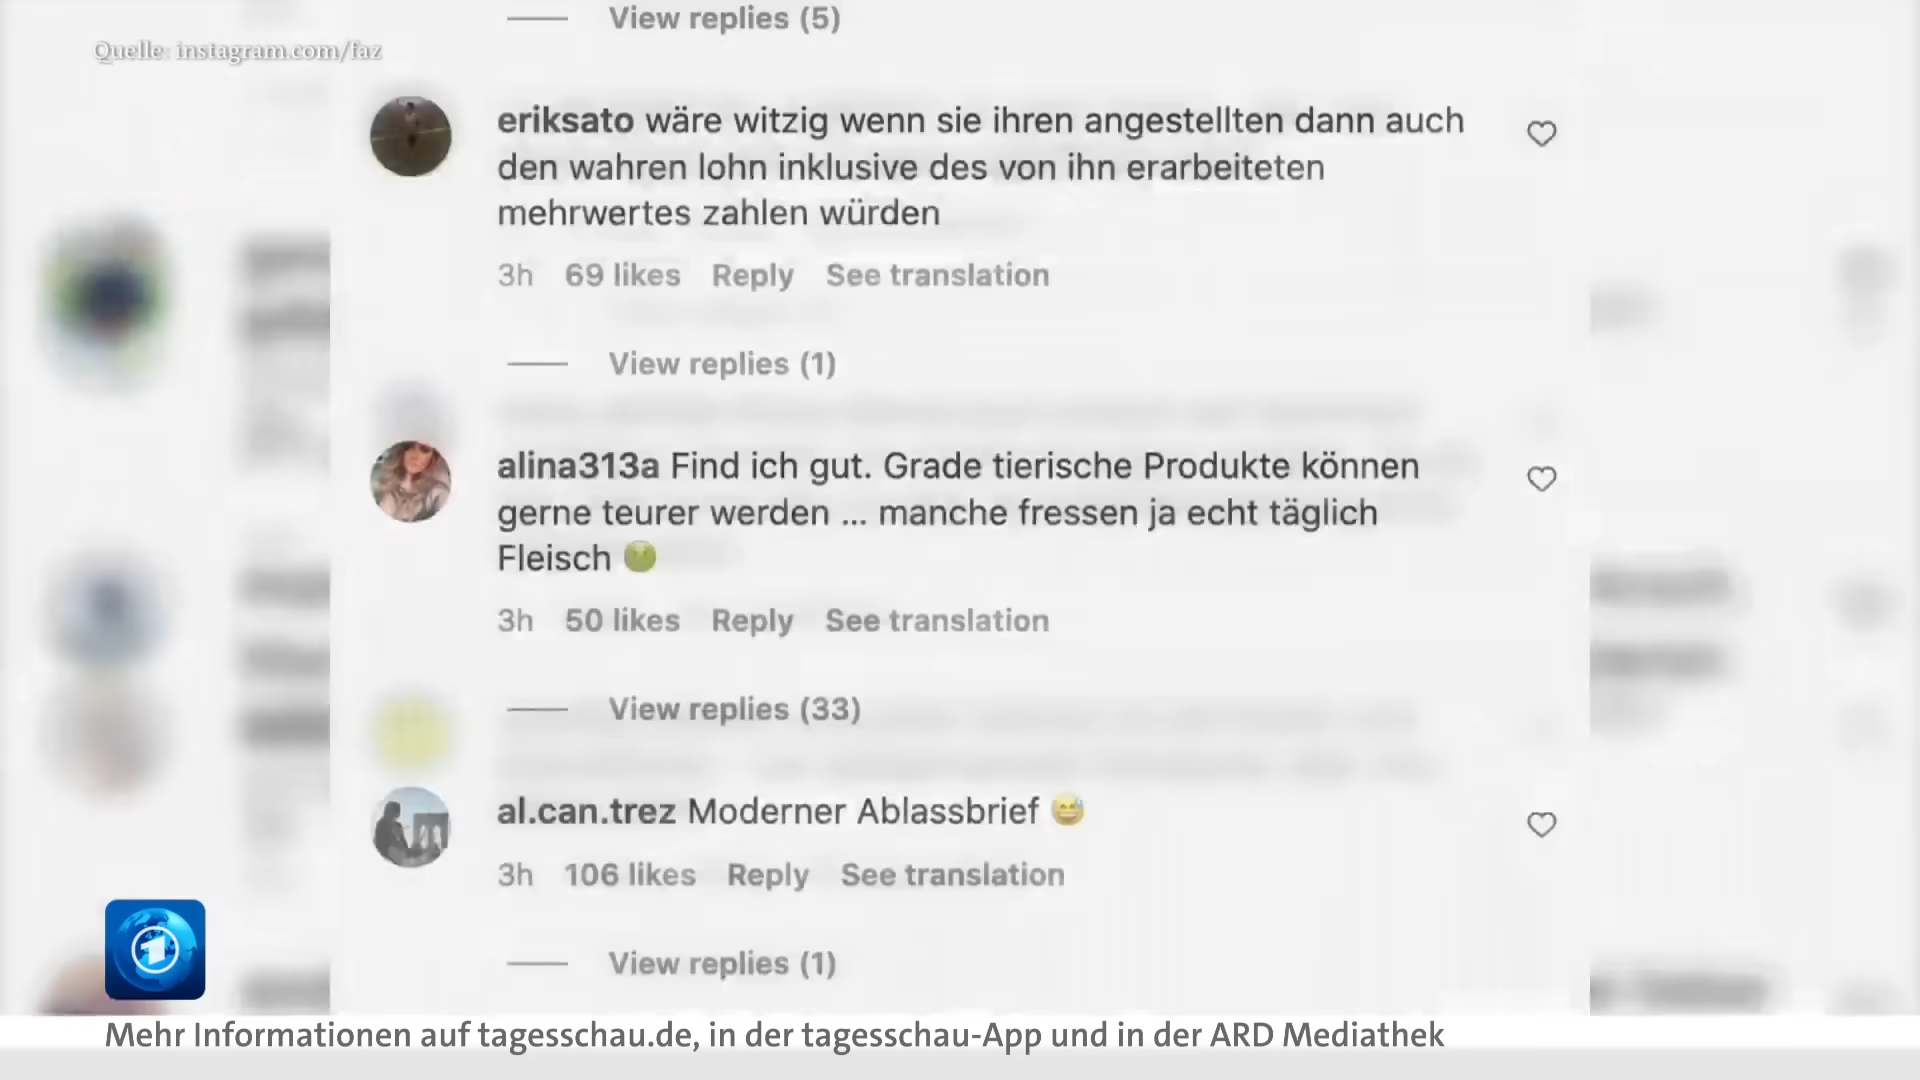 View replies (5)
Quelle: instagram.com/faz
eriksato wäre witzig wenn sie ihren angestellten dann auch
den wahren lohn inklusive des von ihn erarbeiteten
mehrwertes zahlen würden
3h 69 likes Reply See translation
View replies (1)
alina313a Find ich gut. Grade tierische Produkte können
gerne teurer werden ... manche fressen ja echt täglich
Fleisch 🤢
3h 50 likes Reply See translation
View replies (33)
al.can.trez Moderner Ablassbrief 😅
3h 106 likes Reply See translation
View replies (1)
1
Mehr Informationen auf tagesschau.de, in der tagesschau-App und in der ARD Mediathek